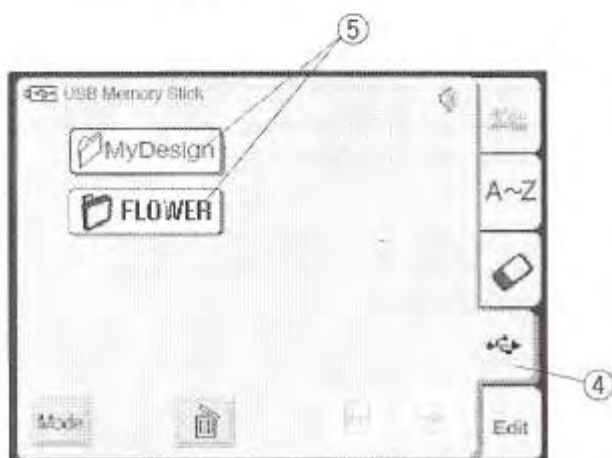 ⑤
USB Memory Stick
MyDesign
FLOWER
A~Z
④
Mode
Edit